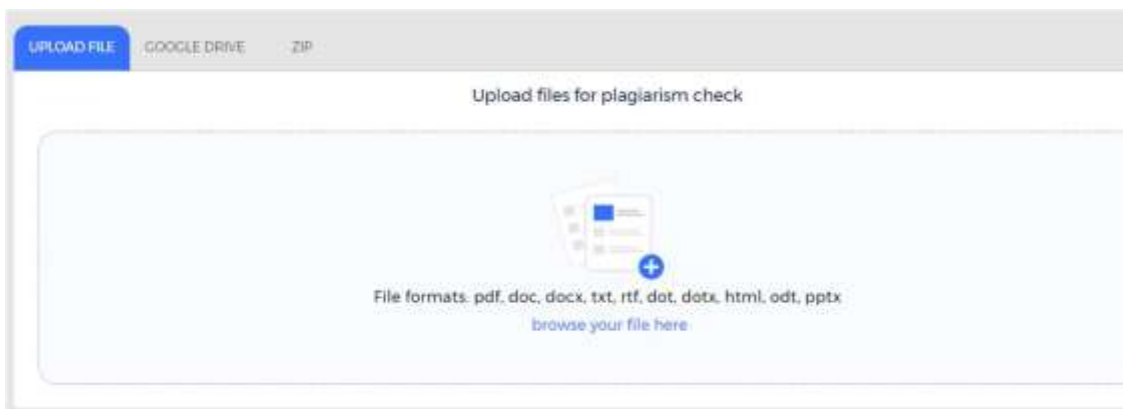 UPLOAD FILE GOOGLE DRIVE ZIP
Upload files for plagiarism check
File formats: pdf, doc, docx, txt, rtf, dot, dotx, html, odt, pptx
browse your file here